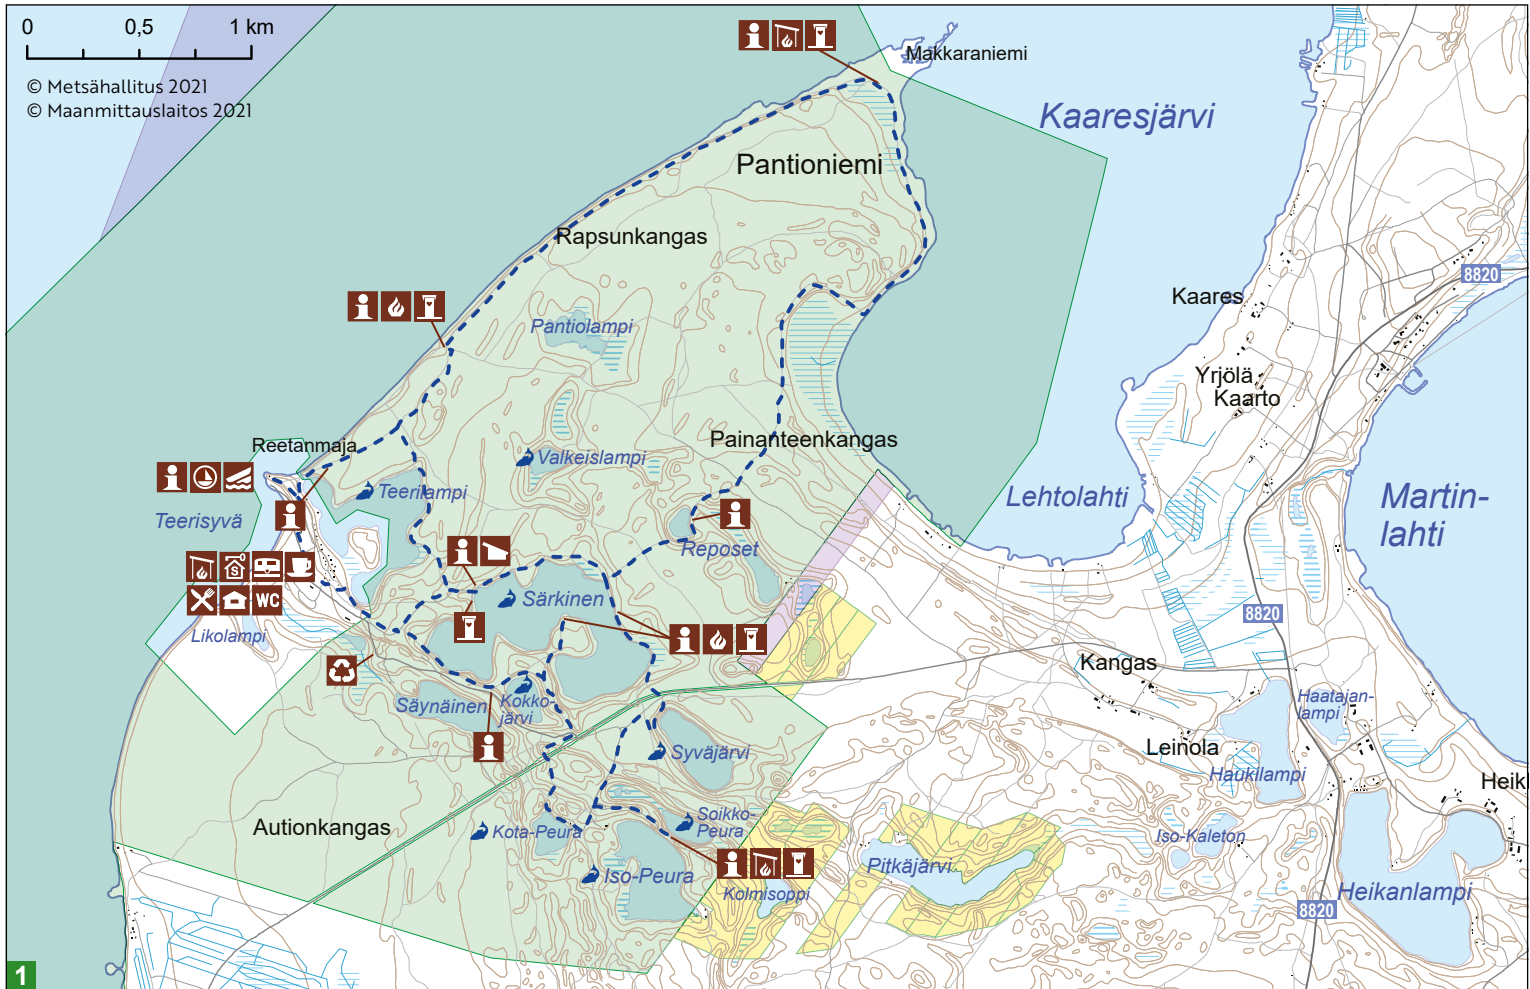 0 0,5 1 km
© Metsähallitus 2021
© Maanmittauslaitos 2021
Makkaraniemi
Kaaresjärvi
Pantioniemi
Rapsunkangas
8820
Kaares
Pantiolampi
Yrjölä
Kaarto
Painanteenkangas
Reetanmaja
Valkeislampi
Teerilampi
Lehtolahti
Martin-
lahti
Teerisyvä
Reposet
S
WC
Särkinen
8820
Likolampi
Kangas
Säynäinen
Kokko-
järvi
Haatajan-
lampi
Syväjärvi
Leinola
Haukilampi
Heikl
Autionkangas
Kota-Peura
Soikko-
Peura
Iso-Kaleton
Iso-Peura
Pitkäjärvi
Kolmisoppi
Heikanlampi
8820
1